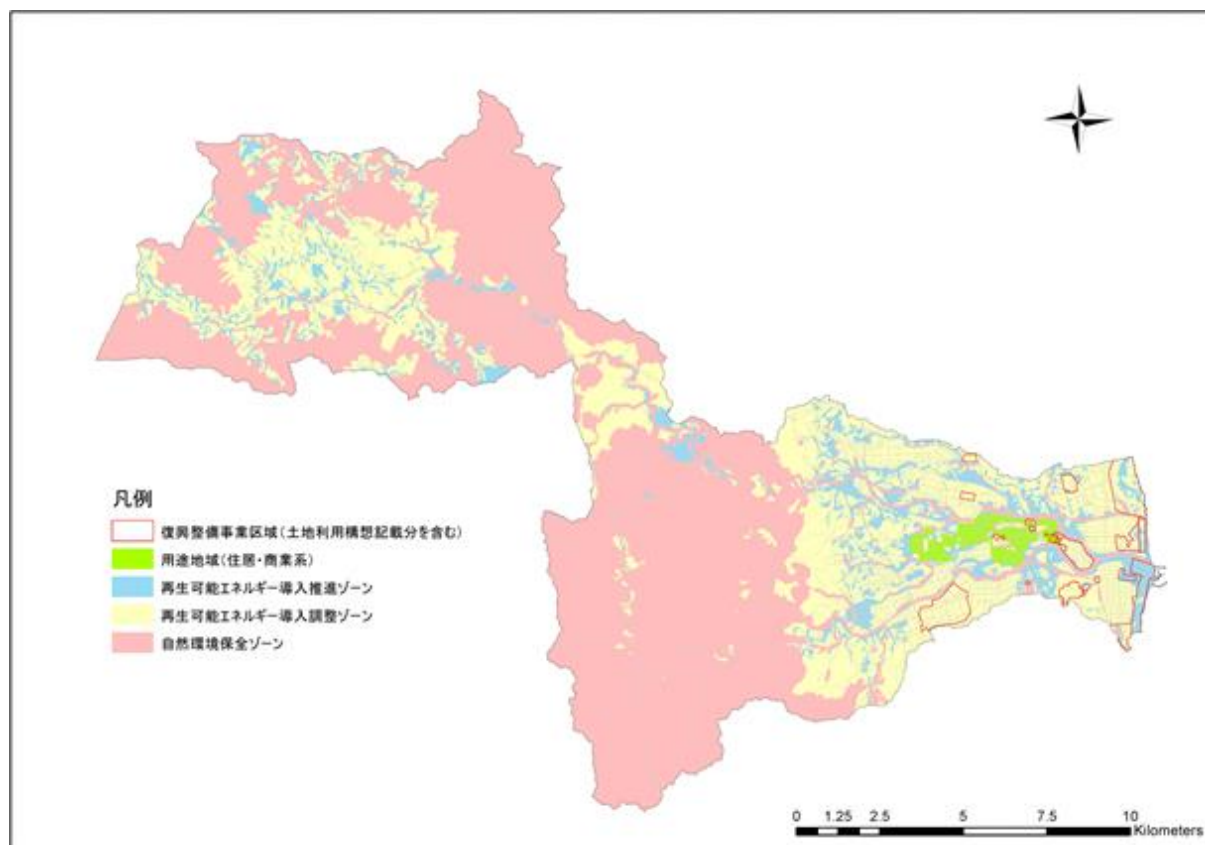 凡例
復興整備事業区域(土地利用構想記載分を含む)
用途地域(住居・商業系)
再生可能エネルギー導入推進ゾーン
再生可能エネルギー導入調整ゾーン
自然環境保全ゾーン
0 1.25 2.5 5 7.5 10
Kilometers